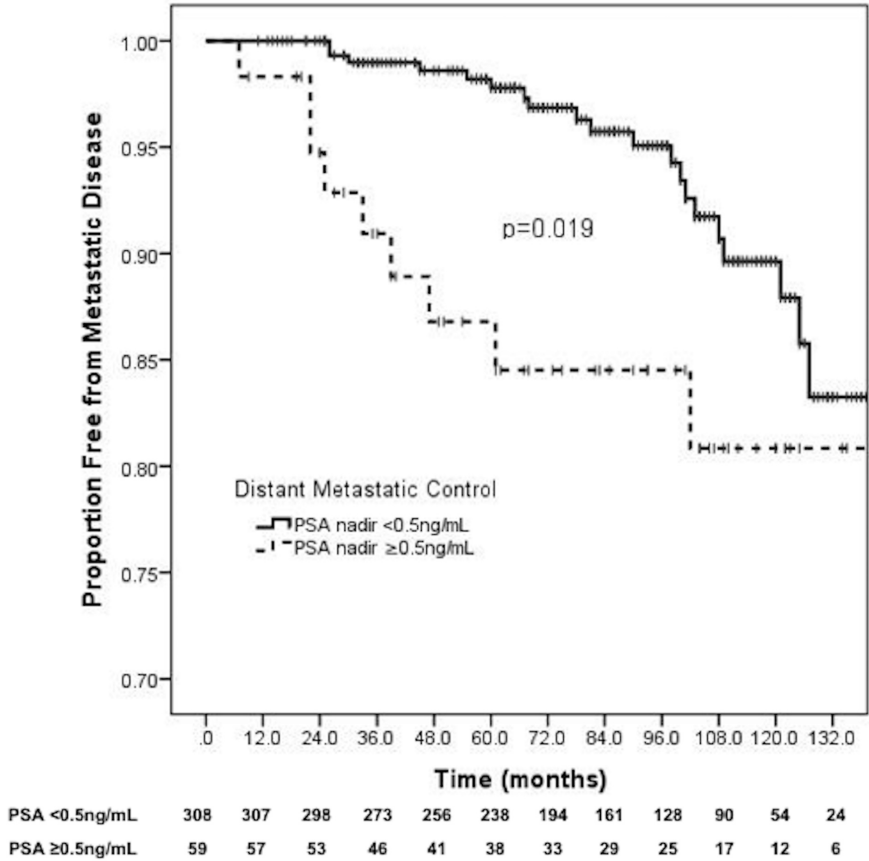 1.00
0.95
0.90
0.85
0.80
0.75
0.70
Proportion Free from Metastatic Disease
p=0.019
Distant Metastatic Control
PSA nadir <0.5ng/mL
PSA nadir ≥0.5ng/mL
.0 12.0 24.0 36.0 48.0 60.0 72.0 84.0 96.0 108.0 120.0 132.0
Time (months)
PSA <0.5ng/mL 308 307 298 273 256 238 194 161 128 90 54 24
PSA ≥0.5ng/mL 59 57 53 46 41 38 33 29 25 17 12 6